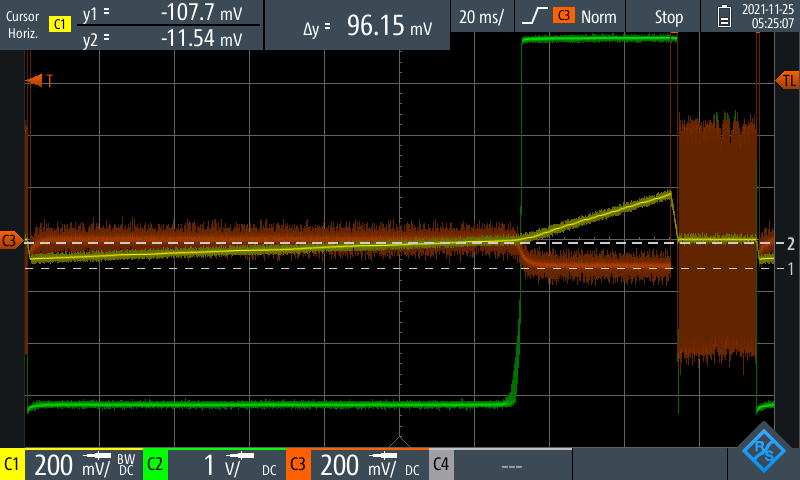 Cursor
Horiz.
C1
y1 = -107.7 mV
y2 = -11.54 mV
Δy = 96.15 mV
20 ms/
C3
Norm
Stop
2021-11-25
05:25:07
T
TL
C3
2
1
C1 200 mV/ BW DC
C2 1 V/ DC
C3 200 mV/ DC
C4 ---
R/S